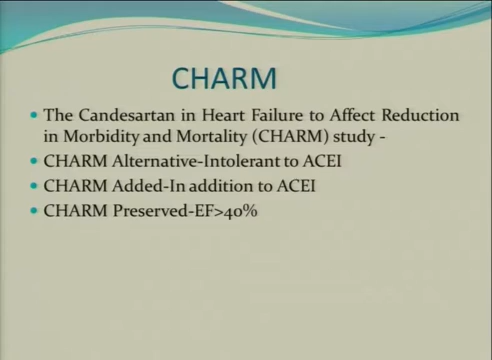 CHARM
The Candesartan in Heart Failure to Affect Reduction
in Morbidity and Mortality (CHARM) study -
CHARM Alternative-Intolerant to ACEI
CHARM Added-In addition to ACEI
CHARM Preserved-EF>40%